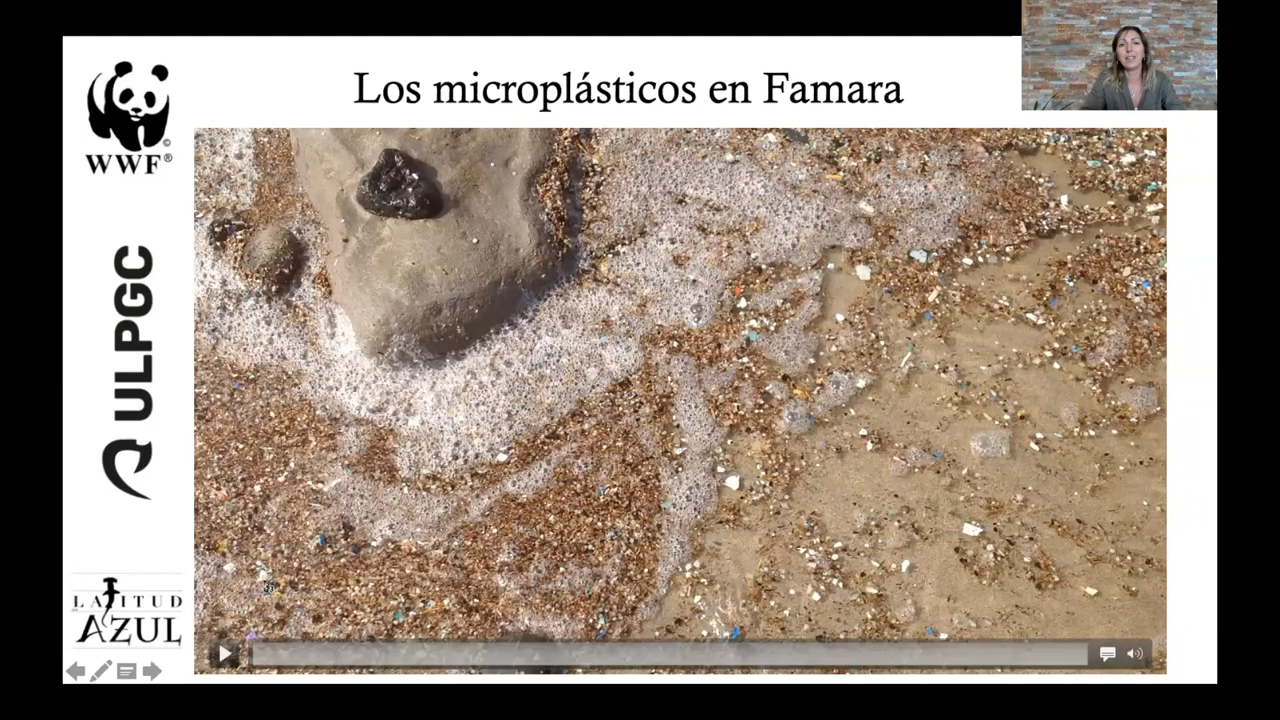 Los microplásticos en Famara
WWF®
ULPGC
LATITUD
AZUL